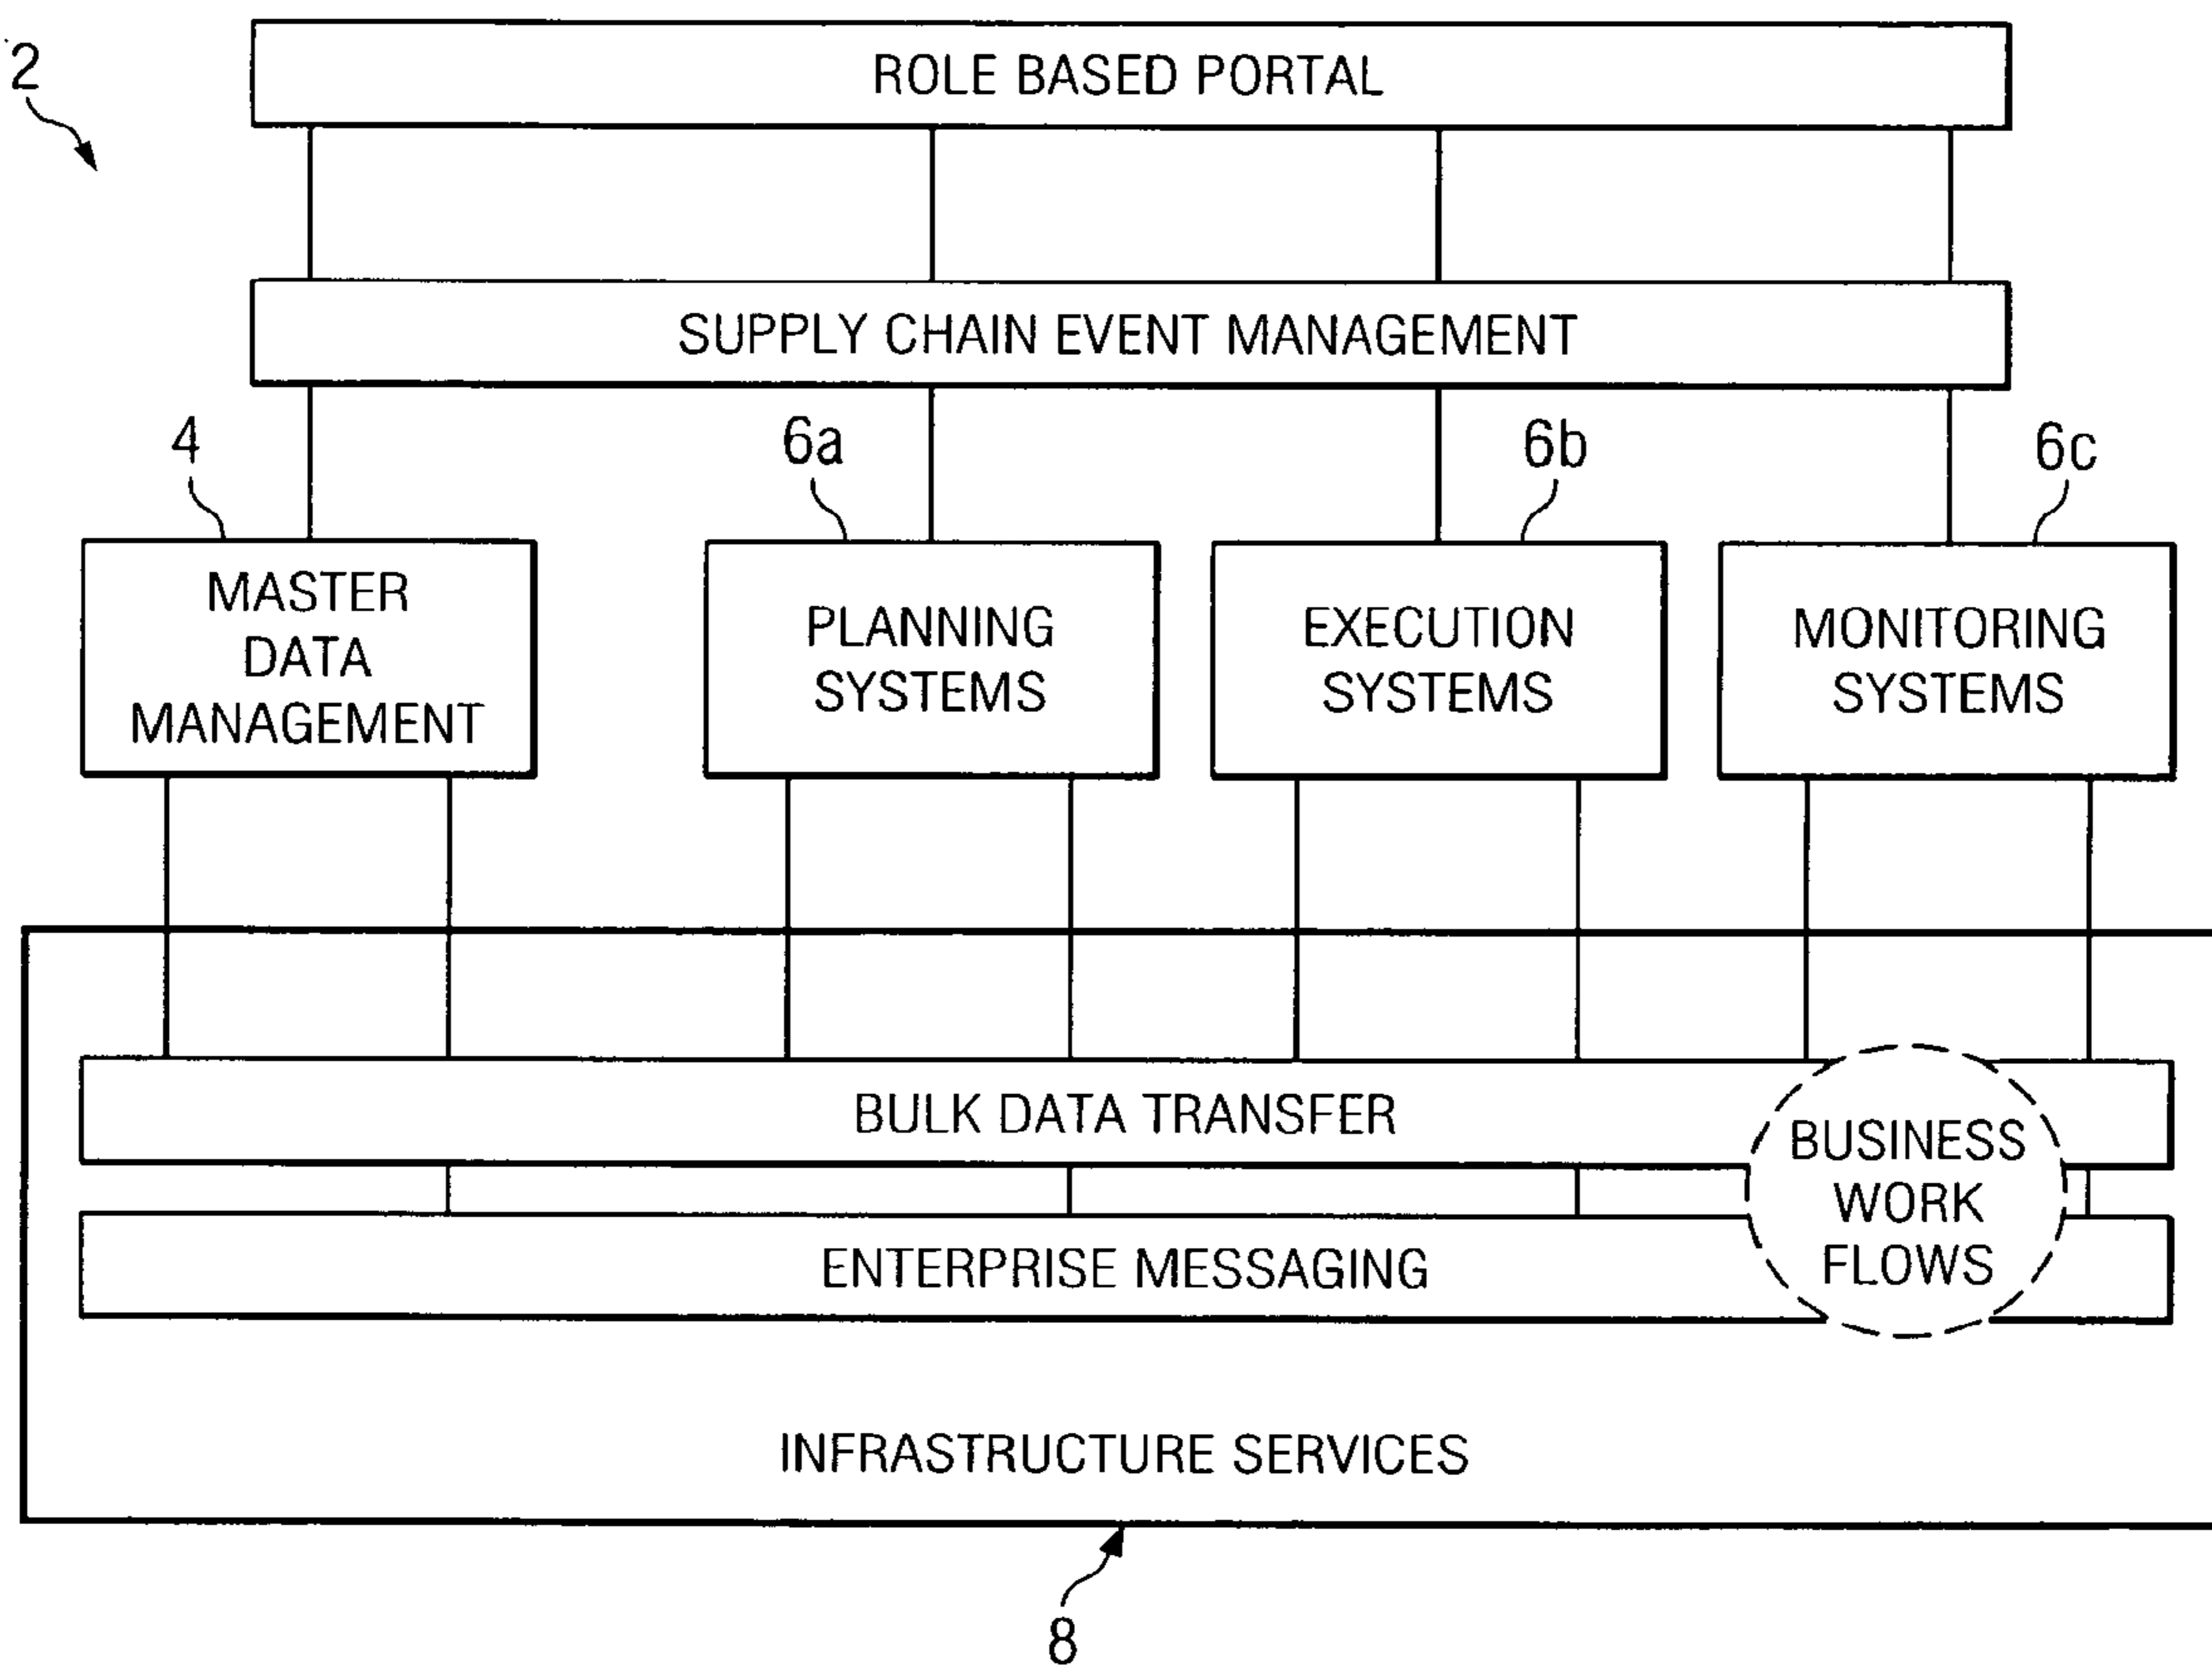 2
ROLE BASED PORTAL
SUPPLY CHAIN EVENT MANAGEMENT
4
6a
6b
6c
MASTER
DATA
MANAGEMENT
PLANNING
SYSTEMS
EXECUTION
SYSTEMS
MONITORING
SYSTEMS
BULK DATA TRANSFER
BUSINESS
WORK
FLOWS
ENTERPRISE MESSAGING
INFRASTRUCTURE SERVICES
8